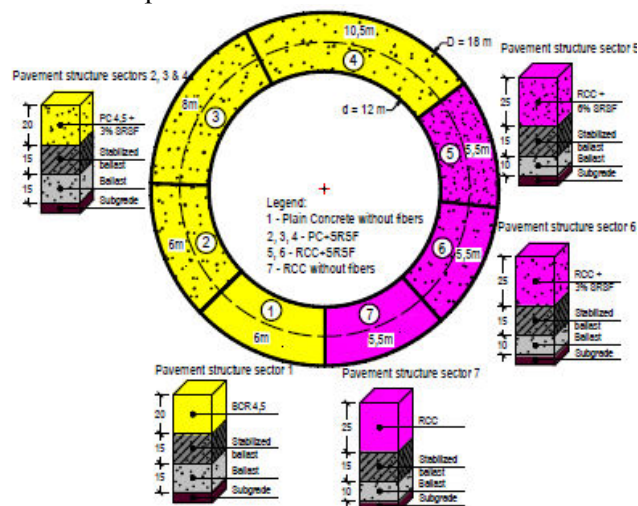 10,5m
D = 18 m
4
Pavement structure sectors 2, 3 & 4
Pavement structure sector 5
8m
d = 12 m
3
20
PC 4,5 +
3% SRSF
15
Stabilized
ballast
15
Ballast
Subgrade
25
RCC +
6% SRSF
15
Stabilized
ballast
10
Ballast
Subgrade
5
5,5m
Legend:
1 - Plain Concrete without fibers
2, 3, 4 - PC+SRSF
5, 6 - RCC+SRSF
7 - RCC without fibers
2
6m
6
5,5m
Pavement structure sector 6
1
6m
7
5,5m
25
RCC +
3% SRSF
15
Stabilized
ballast
10
Ballast
Subgrade
Pavement structure sector 1
Pavement structure sector 7
20
BCR 4,5
15
Stabilized
ballast
15
Ballast
Subgrade
25
RCC
15
Stabilized
ballast
10
Ballast
Subgrade